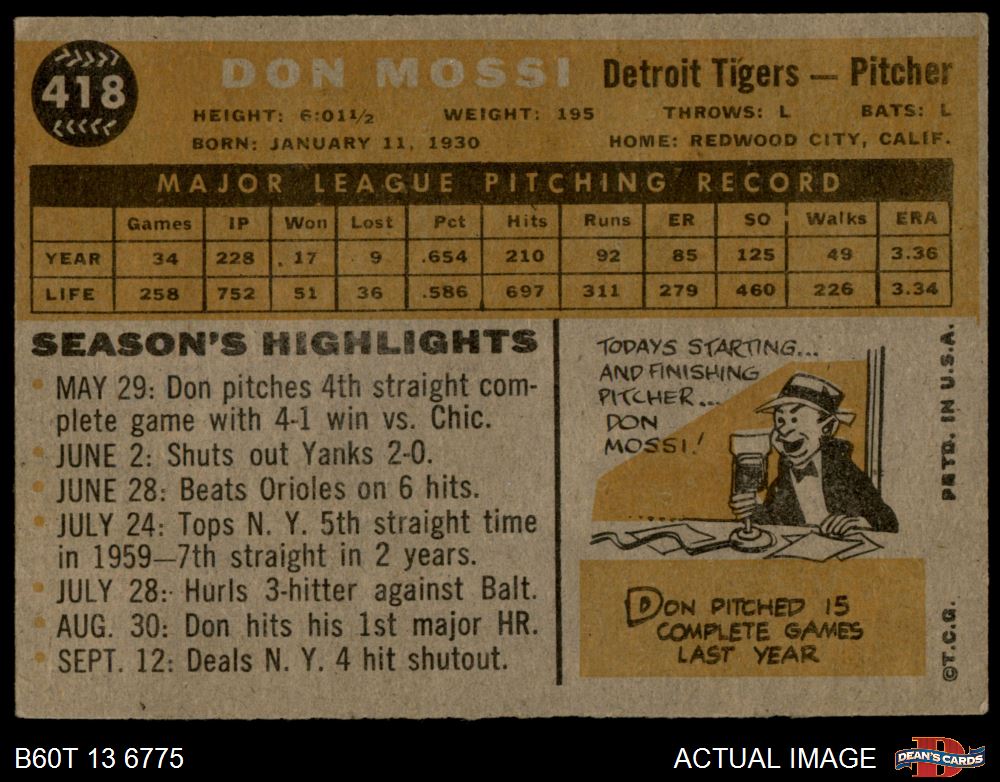 418
DON MOSSI Detroit Tigers — Pitcher
HEIGHT: 6:01½ WEIGHT: 195 THROWS: L BATS: L
BORN: JANUARY 11, 1930 HOME: REDWOOD CITY, CALIF.
MAJOR LEAGUE PITCHING RECORD
Games IP Won Lost Pct Hits Runs ER SO Walks ERA
YEAR 34 228 17 9 .654 210 92 85 125 49 3.36
LIFE 258 752 51 36 .586 697 311 279 460 226 3.34
SEASON'S HIGHLIGHTS
• MAY 29: Don pitches 4th straight com-
plete game with 4-1 win vs. Chic.
• JUNE 2: Shuts out Yanks 2-0.
• JUNE 28: Beats Orioles on 6 hits.
• JULY 24: Tops N. Y. 5th straight time
in 1959—7th straight in 2 years.
• JULY 28: Hurls 3-hitter against Balt.
• AUG. 30: Don hits his 1st major HR.
• SEPT. 12: Deals N. Y. 4 hit shutout.
TODAYS STARTING...
AND FINISHING
PITCHER...
DON
MOSSI!
DON PITCHED 15
COMPLETE GAMES
LAST YEAR
©T.C.G. PRTD. IN U.S.A.
B60T 13 6775 ACTUAL IMAGE
DEAN'S CARDS